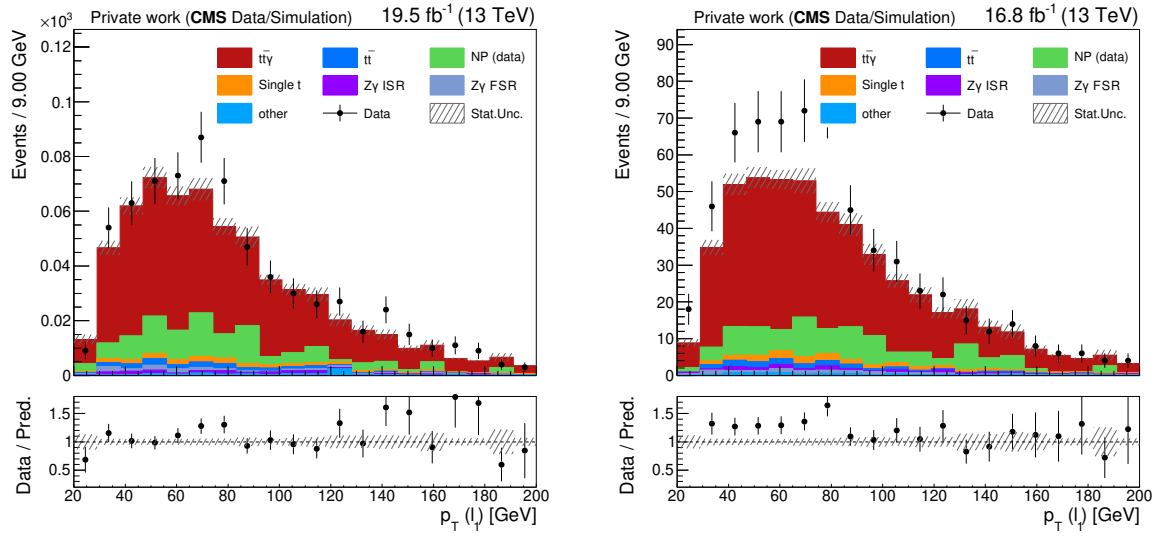 Private work (CMS Data/Simulation) 19.5 fb⁻¹ (13 TeV)
×10³
Events / 9.00 GeV
0.12
0.1
0.08
0.06
0.04
0.02
0
tt̄γ tt̄ NP (data)
Single t Zγ ISR Zγ FSR
other Data Stat.Unc.
Data / Pred.
1.5
1
0.5
20 40 60 80 100 120 140 160 180 200
p_T (l_1) [GeV]
Private work (CMS Data/Simulation) 16.8 fb⁻¹ (13 TeV)
Events / 9.00 GeV
90
80
70
60
50
40
30
20
10
0
tt̄γ tt̄ NP (data)
Single t Zγ ISR Zγ FSR
other Data Stat.Unc.
Data / Pred.
1.5
1
0.5
20 40 60 80 100 120 140 160 180 200
p_T (l_1) [GeV]